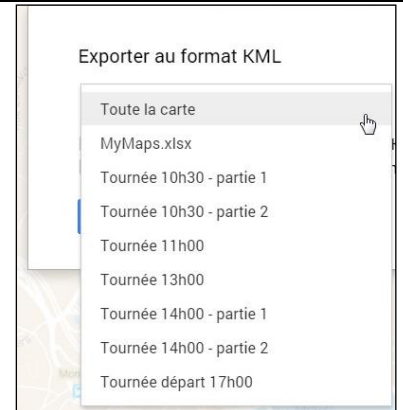 Exporter au format KML
Toute la carte
MyMaps.xlsx
Tournée 10h30 - partie 1
Tournée 10h30 - partie 2
Tournée 11h00
Tournée 13h00
Tournée 14h00 - partie 1
Tournée 14h00 - partie 2
Tournée départ 17h00